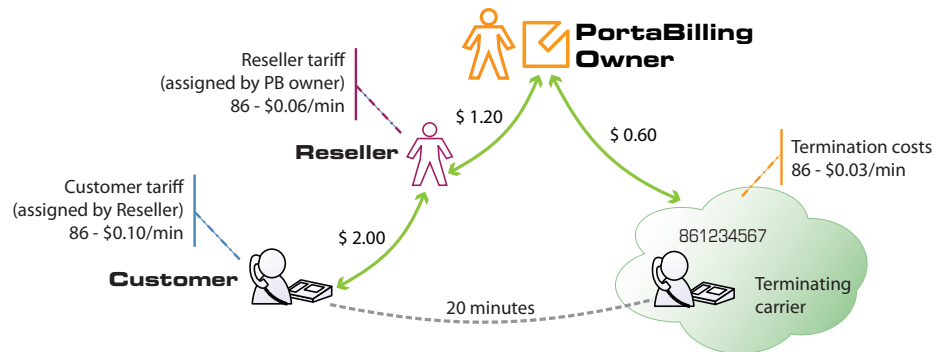 PortaBilling
Owner
Reseller tariff
(assigned by PB owner)
86 - $0.06/min
$ 1.20
$ 0.60
Reseller
Termination costs
86 - $0.03/min
Customer tariff
(assigned by Reseller)
86 - $0.10/min
$ 2.00
861234567
Customer
Terminating
carrier
20 minutes